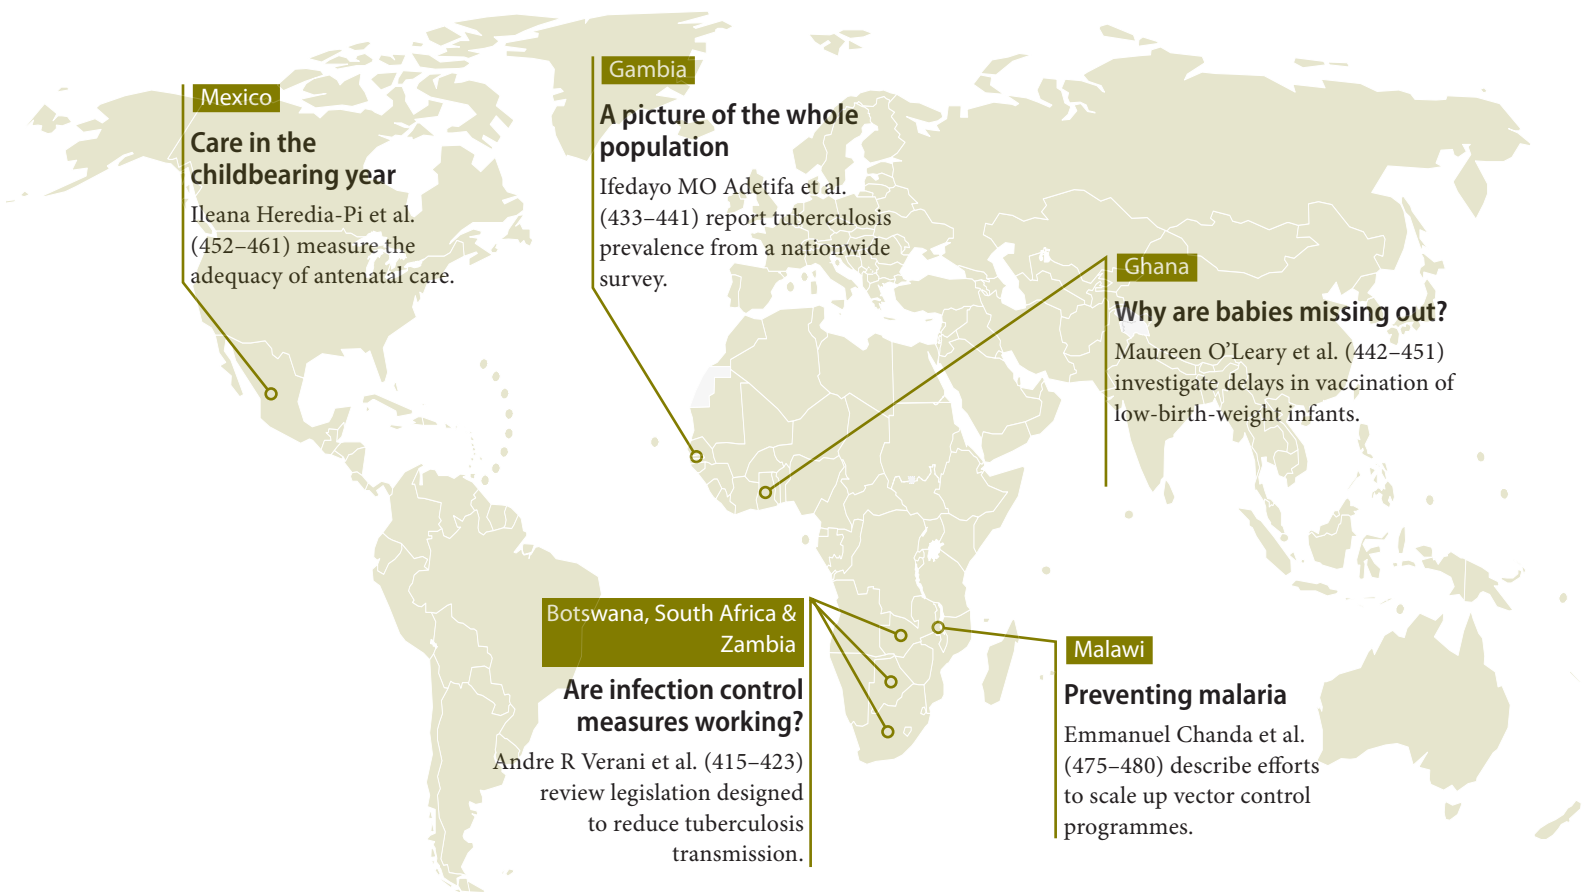 Mexico
Care in the
childbearing year
Ileana Heredia-Pi et al.
(452–461) measure the
adequacy of antenatal care.
Gambia
A picture of the whole
population
Ifedayo MO Adetifa et al.
(433–441) report tuberculosis
prevalence from a nationwide
survey.
Ghana
Why are babies missing out?
Maureen O’Leary et al. (442–451)
investigate delays in vaccination of
low-birth-weight infants.
Botswana, South Africa &
Zambia
Are infection control
measures working?
Andre R Verani et al. (415–423)
review legislation designed
to reduce tuberculosis
transmission.
Malawi
Preventing malaria
Emmanuel Chanda et al.
(475–480) describe efforts
to scale up vector control
programmes.